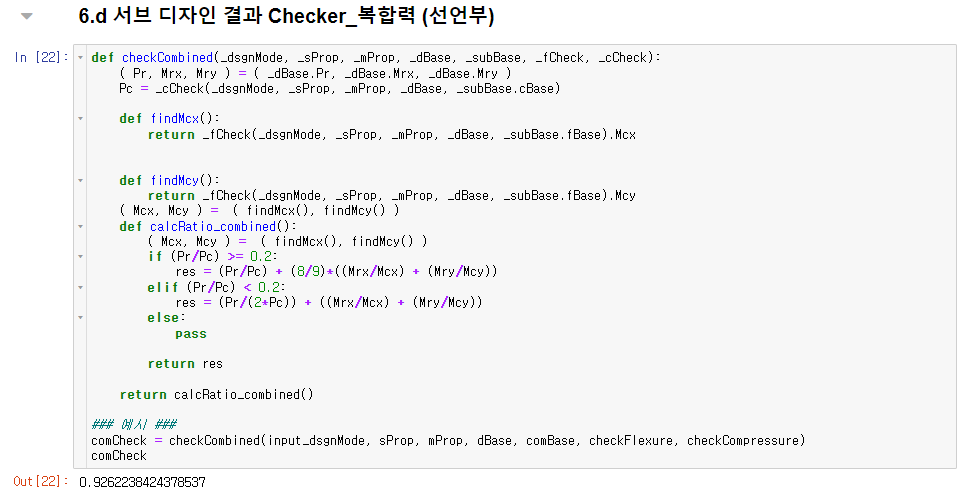 6.d 서브 디자인 결과 Checker_복합력 (선언부)
In [22]:
def checkCombined(_dsgnMode, _sProp, _mProp, _dBase, _subBase, _fCheck, _cCheck):
( Pr, Mrx, Mry ) = ( _dBase.Pr, _dBase.Mrx, _dBase.Mry )
Pc = _cCheck(_dsgnMode, _sProp, _mProp, _dBase, _subBase.cBase)
def findMcx():
return _fCheck(_dsgnMode, _sProp, _mProp, _dBase, _subBase.fBase).Mcx
def findMcy():
return _fCheck(_dsgnMode, _sProp, _mProp, _dBase, _subBase.fBase).Mcy
( Mcx, Mcy ) =  ( findMcx(), findMcy() )
def calcRatio_combined():
( Mcx, Mcy ) =  ( findMcx(), findMcy() )
if (Pr/Pc) >= 0.2:
res = (Pr/Pc) + (8/9)*((Mrx/Mcx) + (Mry/Mcy))
elif (Pr/Pc) < 0.2:
res = (Pr/(2*Pc)) + ((Mrx/Mcx) + (Mry/Mcy))
else:
pass
return res
return calcRatio_combined()
### 예시 ###
comCheck = checkCombined(input_dsgnMode, sProp, mProp, dBase, comBase, checkFlexure, checkCompressure)
comCheck
Out[22]: 0.9262238424378537